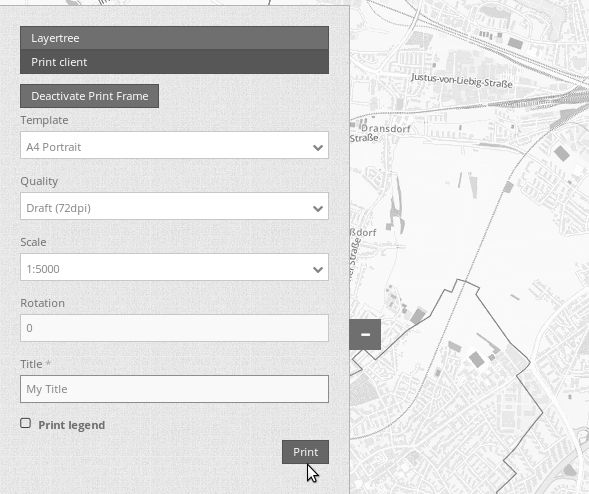 Layertree
Print client
Deactivate Print Frame
Template
A4 Portrait
Quality
Draft (72dpi)
Scale
1:5000
Rotation
0
Title *
My Title
Print legend
Print
Justus-von-Liebig-Straße
Dransdorf
Straße
ßdorf
Straße